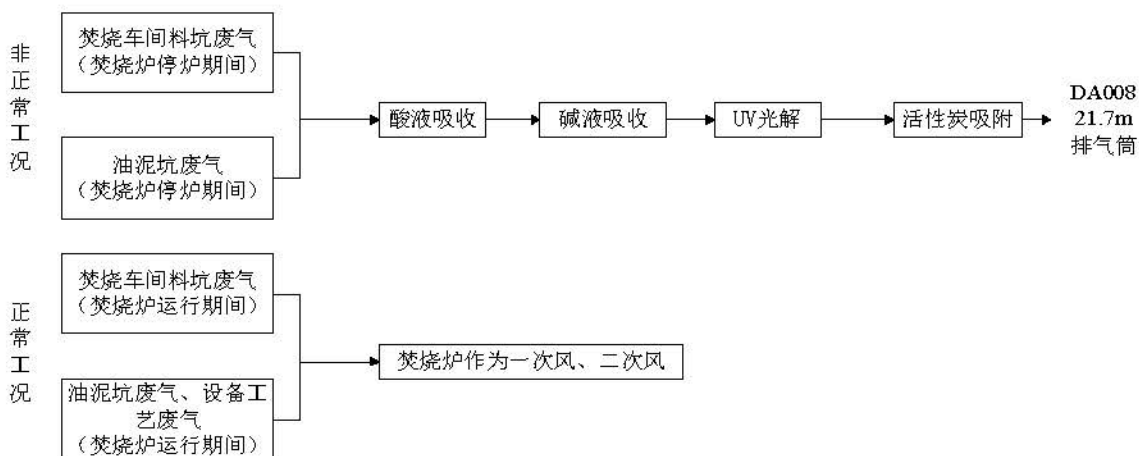 非正常工况
焚烧车间料坑废气
（焚烧炉停炉期间）
油泥坑废气
（焚烧炉停炉期间）
酸液吸收
碱液吸收
UV光解
活性炭吸附
DA008
21.7m
排气筒
正常工况
焚烧车间料坑废气
（焚烧炉运行期间）
油泥坑废气、设备工
艺废气
（焚烧炉运行期间）
焚烧炉作为一次风、二次风